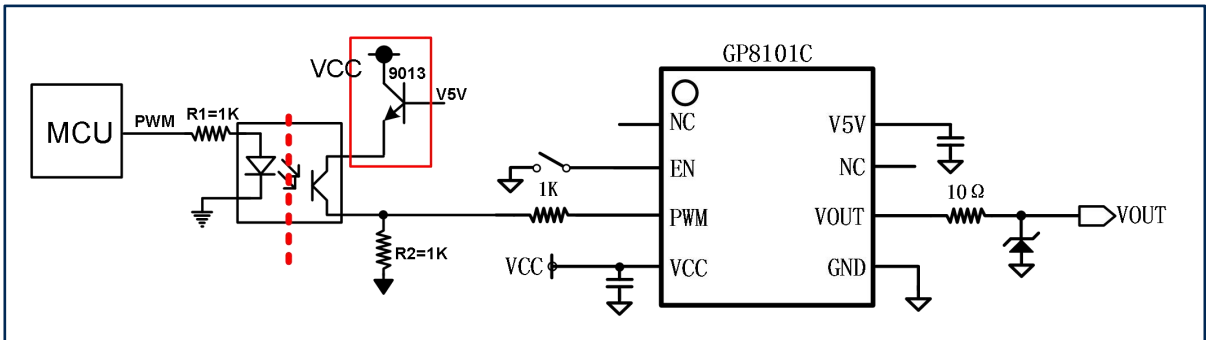 GP8101C
VCC
9013
V5V
MCU
PWM
R1=1K
R2=1K
1K
VCC
NC
EN
PWM
VCC
V5V
NC
VOUT
GND
10Ω
VOUT